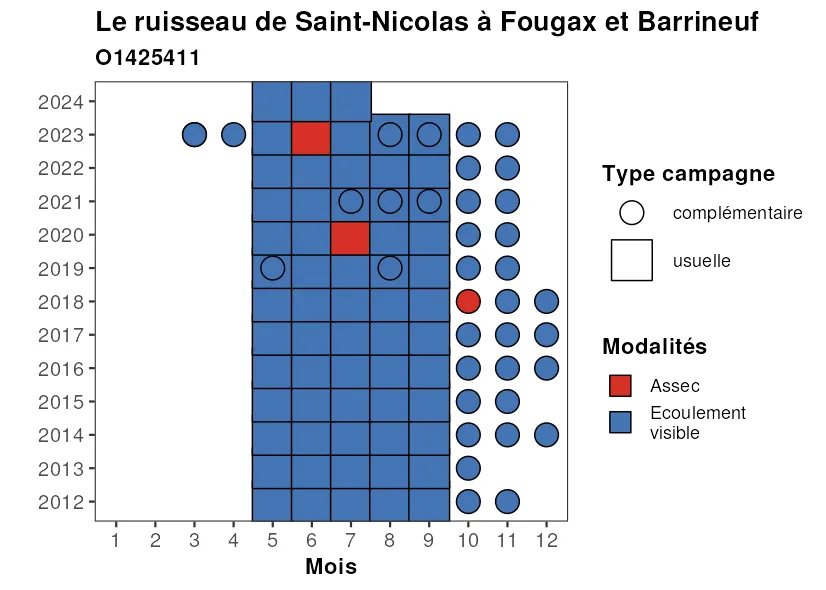 Le ruisseau de Saint-Nicolas à Fougax et Barrineuf
O1425411
2024
2023
2022
2021
2020
2019
2018
2017
2016
2015
2014
2013
2012
1 2 3 4 5 6 7 8 9 10 11 12
Mois
Type campagne
complémentaire
usuelle
Modalités
Assec
Ecoulement
visible